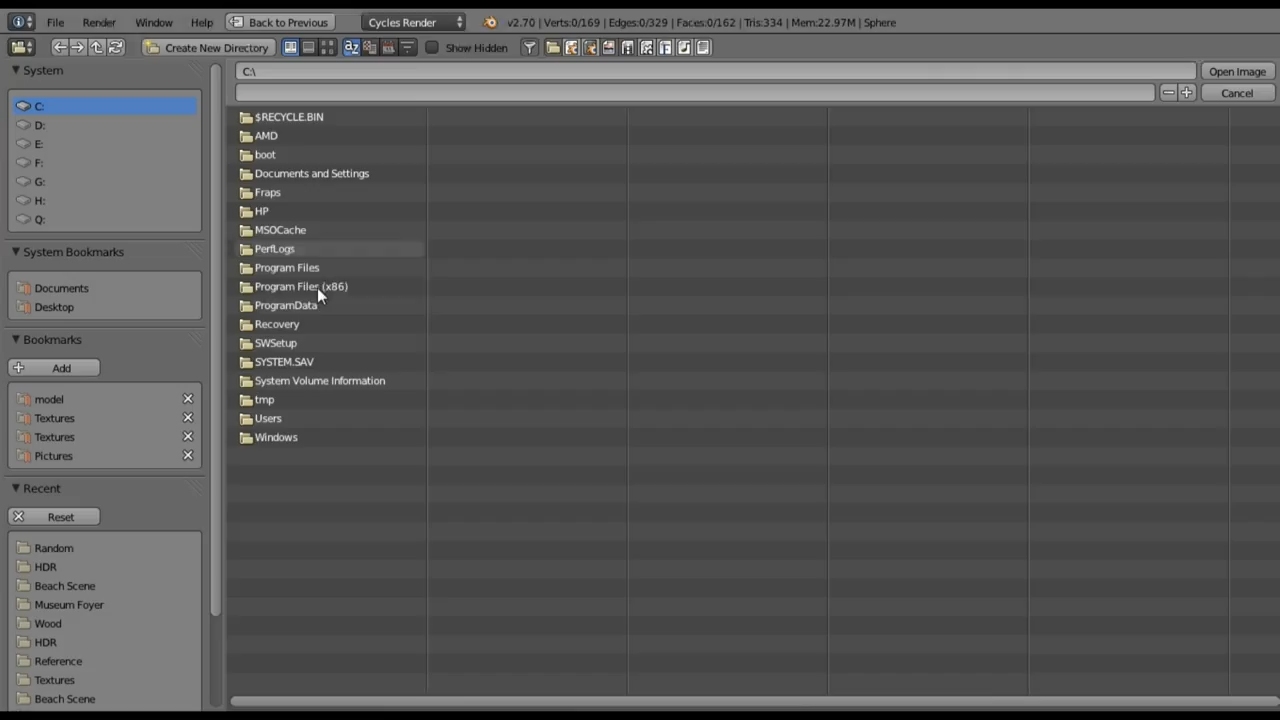 File Render Window Help Back to Previous Cycles Render v2.70 | Verts:0/169 | Edges:0/329 | Faces:0/162 | Tris:334 | Mem:22.97M | Sphere
Create New Directory Show Hidden
System
C:
D:
E:
F:
G:
H:
Q:
System Bookmarks
Documents
Desktop
Bookmarks
Add
model
Textures
Textures
Pictures
Recent
Reset
Random
HDR
Beach Scene
Museum Foyer
Wood
HDR
Reference
Textures
Beach Scene
C:\ Open Image
Cancel
$RECYCLE.BIN
AMD
boot
Documents and Settings
Fraps
HP
MSOCache
PerfLogs
Program Files
Program Files (x86)
ProgramData
Recovery
SWSetup
SYSTEM.SAV
System Volume Information
tmp
Users
Windows